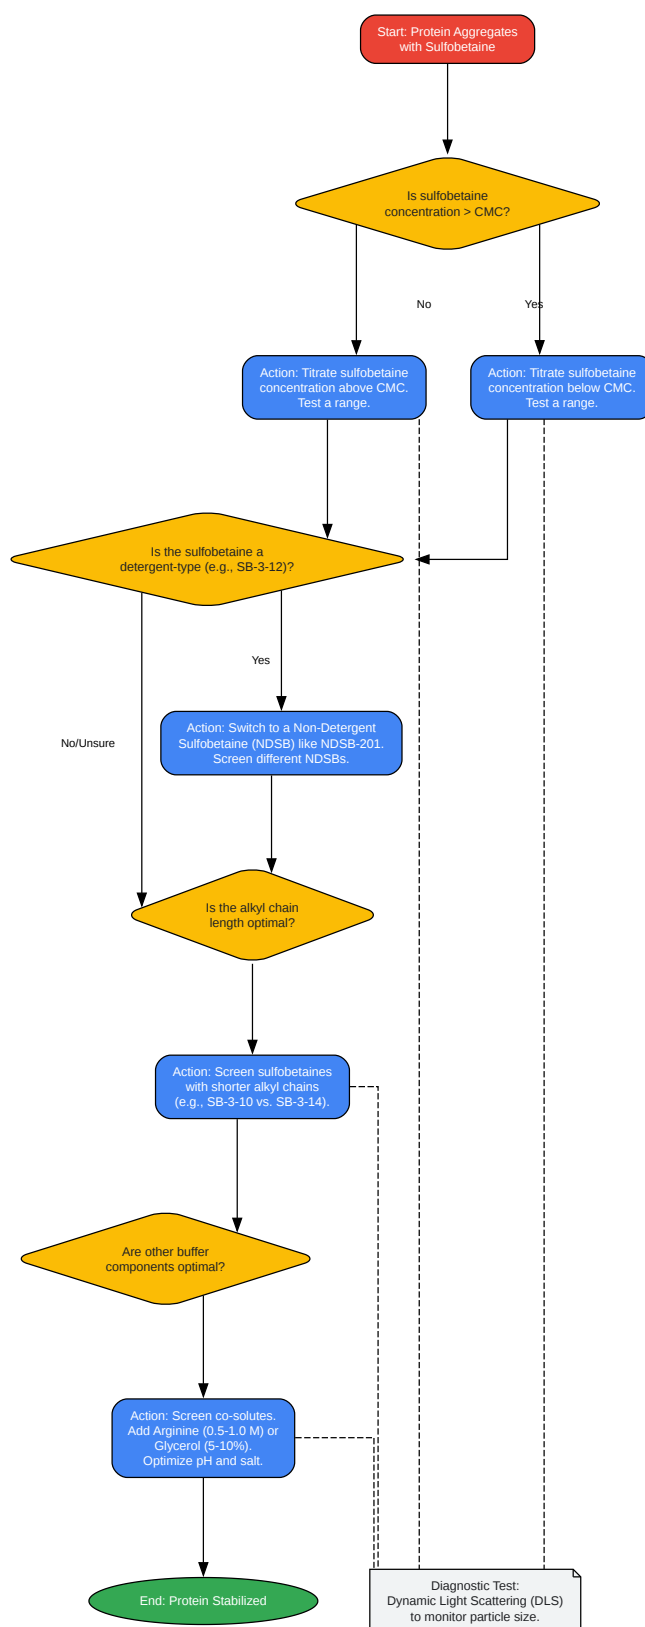 Start: Protein Aggregates
with Sulfobetaine
Is sulfobetaine
concentration > CMC?
No
Yes
Action: Titrate sulfobetaine
concentration above CMC.
Test a range.
Action: Titrate sulfobetaine
concentration below CMC.
Test a range.
Is the sulfobetaine a
detergent-type (e.g., SB-3-12)?
Yes
Action: Switch to a Non-Detergent
Sulfobetaine (NDSB) like NDSB-201.
Screen different NDSBs.
No/Unsure
Is the alkyl chain
length optimal?
Action: Screen sulfobetaines
with shorter alkyl chains
(e.g., SB-3-10 vs. SB-3-14).
Are other buffer
components optimal?
Action: Screen co-solutes.
Add Arginine (0.5-1.0 M) or
Glycerol (5-10%).
Optimize pH and salt.
End: Protein Stabilized
Diagnostic Test:
Dynamic Light Scattering (DLS)
to monitor particle size.